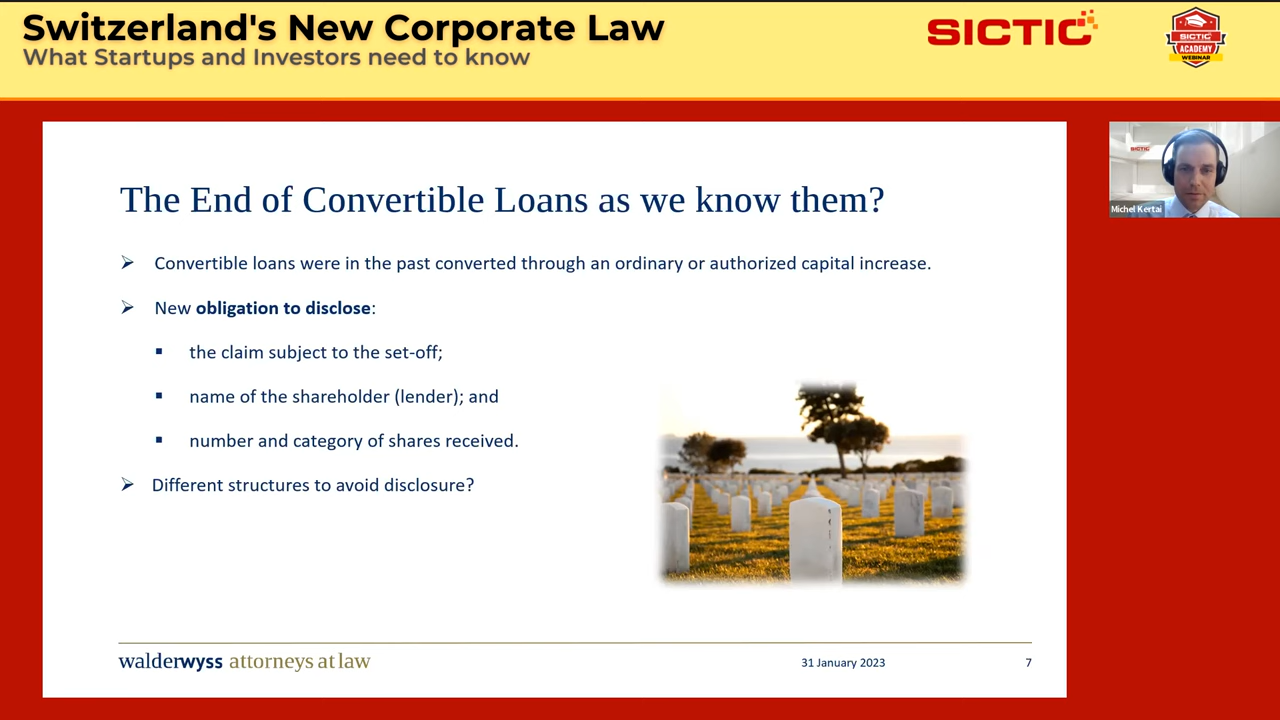 Switzerland's New Corporate Law
What Startups and Investors need to know
SICTIC
SICTIC
ACADEMY
WEBINAR
The End of Convertible Loans as we know them?
Convertible loans were in the past converted through an ordinary or authorized capital increase.
New obligation to disclose:
the claim subject to the set-off;
name of the shareholder (lender); and
number and category of shares received.
Different structures to avoid disclosure?
walderwyss attorneys at law
31 January 2023
7
SICTIC
Michel Kertai